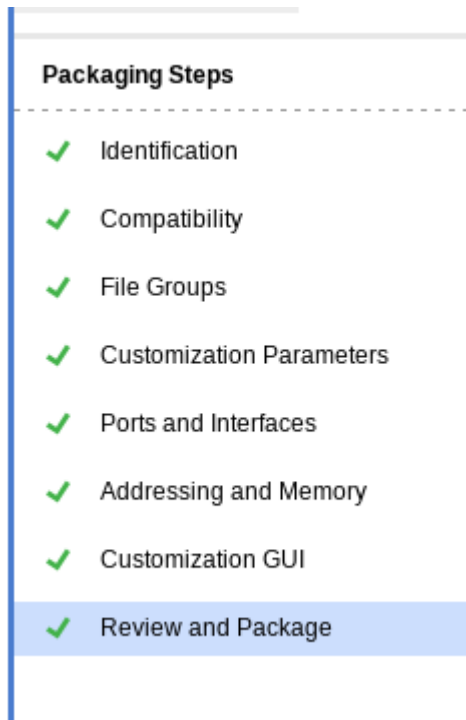 Packaging Steps
Identification
Compatibility
File Groups
Customization Parameters
Ports and Interfaces
Addressing and Memory
Customization GUI
Review and Package